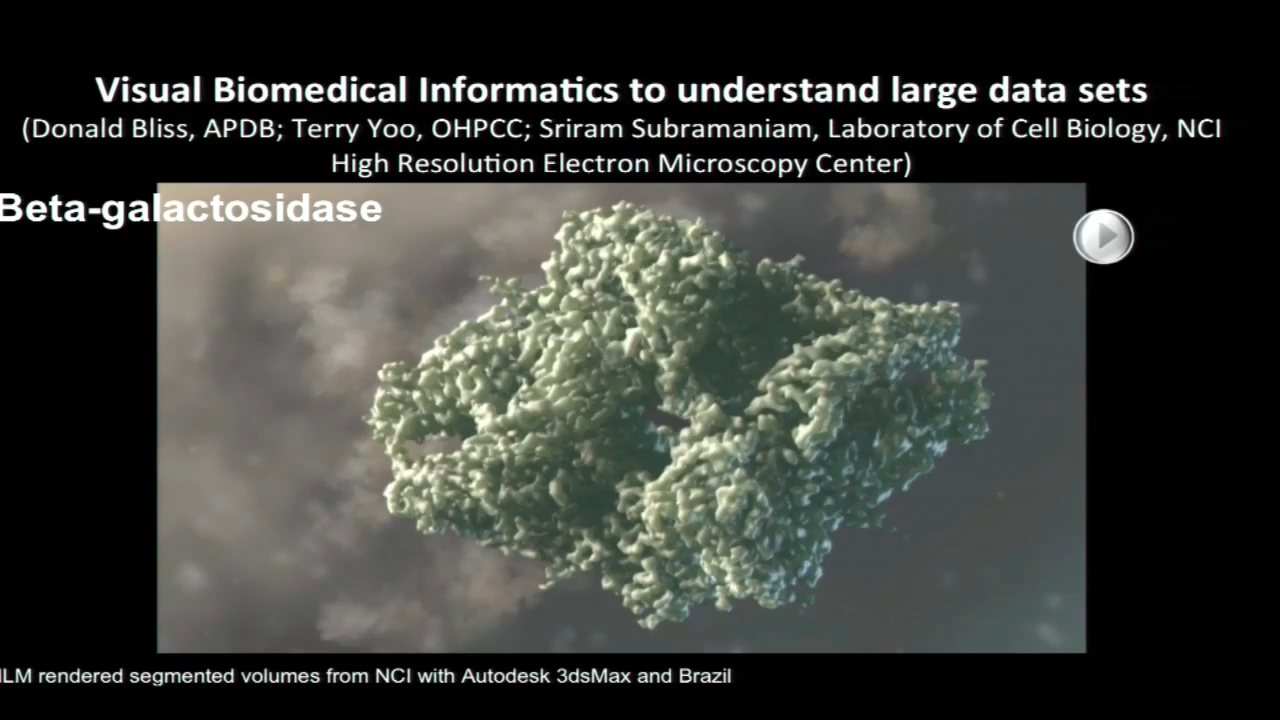 Visual Biomedical Informatics to understand large data sets
(Donald Bliss, APDB; Terry Yoo, OHPCC; Sriram Subramaniam, Laboratory of Cell Biology, NCI
High Resolution Electron Microscopy Center)
Beta-galactosidase
NLM rendered segmented volumes from NCI with Autodesk 3dsMax and Brazil